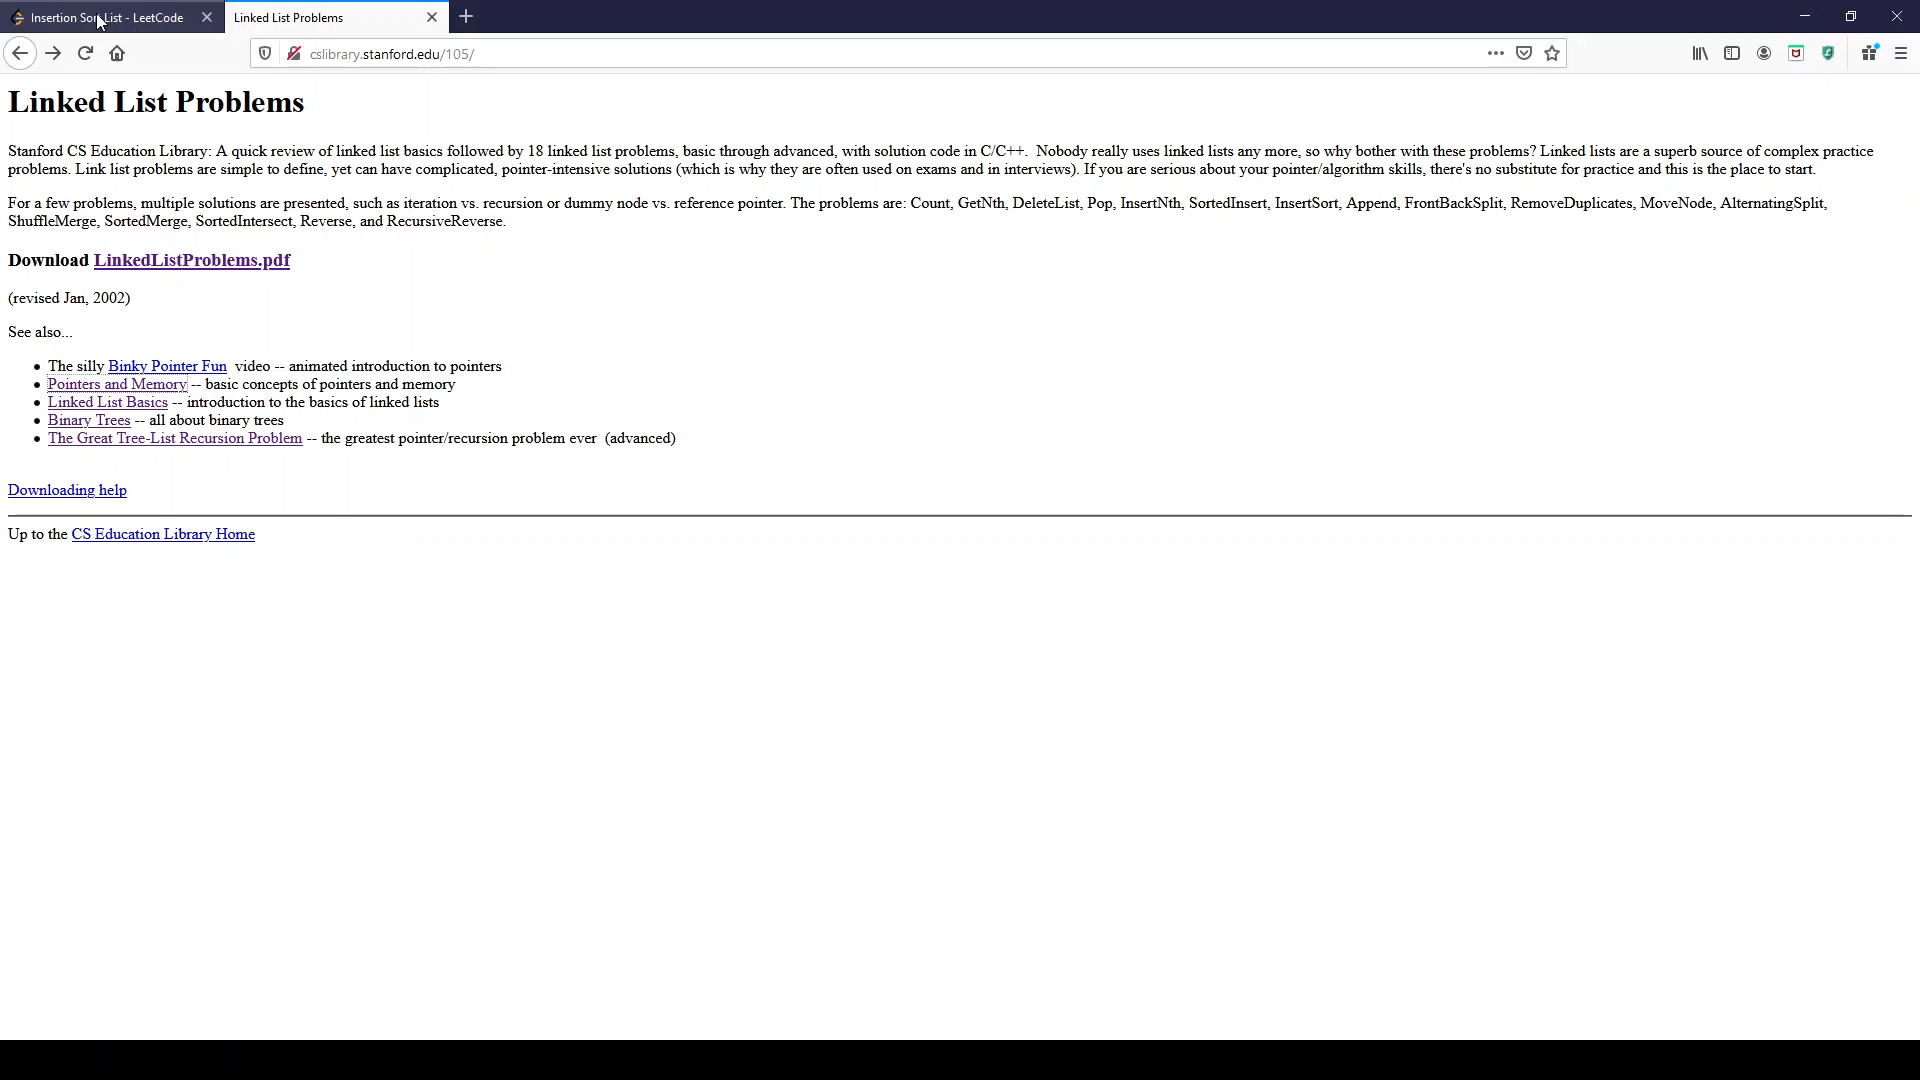 Insertion Sort List - LeetCode
Linked List Problems
cslibrary.stanford.edu/105/
Linked List Problems
Stanford CS Education Library: A quick review of linked list basics followed by 18 linked list problems, basic through advanced, with solution code in C/C++.  Nobody really uses linked lists any more, so why bother with these problems? Linked lists are a superb source of complex practice
problems. Link list problems are simple to define, yet can have complicated, pointer-intensive solutions (which is why they are often used on exams and in interviews). If you are serious about your pointer/algorithm skills, there's no substitute for practice and this is the place to start.
For a few problems, multiple solutions are presented, such as iteration vs. recursion or dummy node vs. reference pointer. The problems are: Count, GetNth, DeleteList, Pop, InsertNth, SortedInsert, InsertSort, Append, FrontBackSplit, RemoveDuplicates, MoveNode, AlternatingSplit,
ShuffleMerge, SortedMerge, SortedIntersect, Reverse, and RecursiveReverse.
Download LinkedListProblems.pdf
(revised Jan, 2002)
See also...
The silly Binky Pointer Fun  video -- animated introduction to pointers
Pointers and Memory -- basic concepts of pointers and memory
Linked List Basics -- introduction to the basics of linked lists
Binary Trees -- all about binary trees
The Great Tree-List Recursion Problem -- the greatest pointer/recursion problem ever  (advanced)
Downloading help
Up to the CS Education Library Home